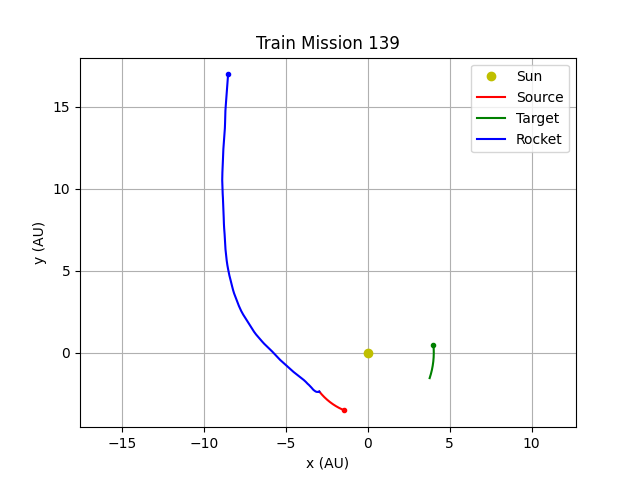 Train Mission 139
Sun
Source
Target
Rocket
15
10
5
0
y (AU)
−15
−10
−5
0
5
10
x (AU)